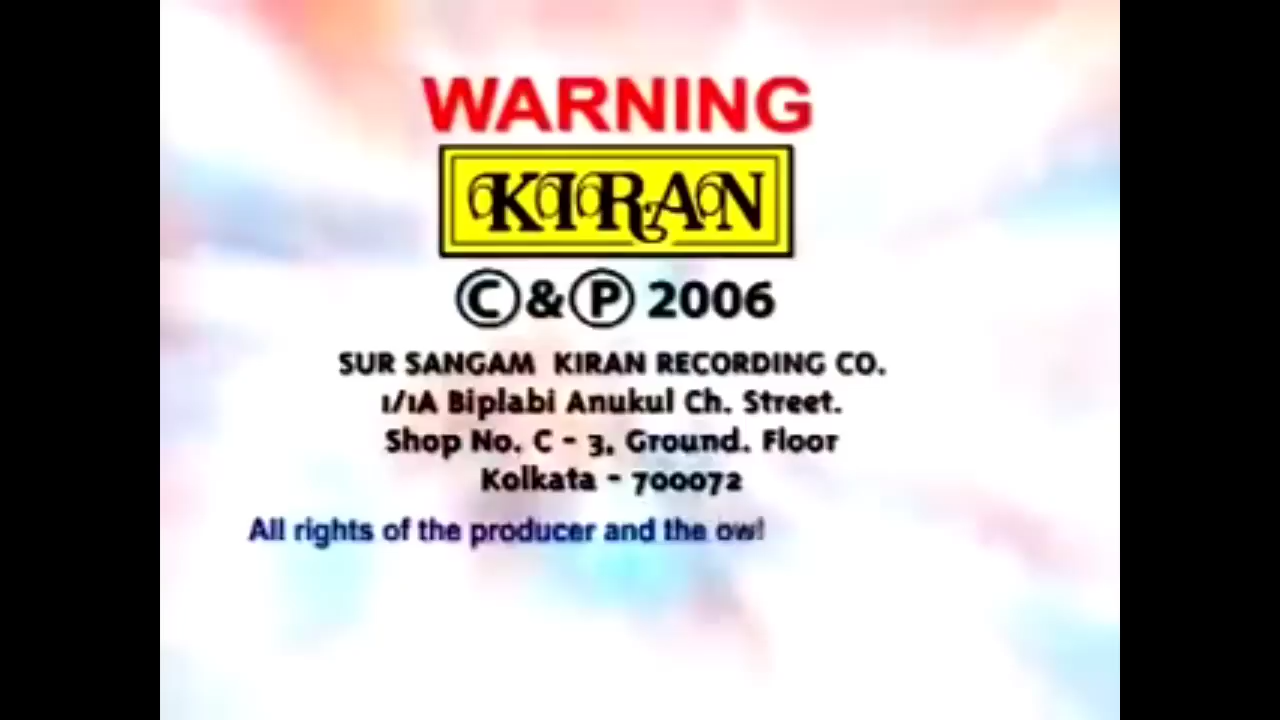 WARNING
KIRAN
Ⓒ&Ⓟ 2006
SUR SANGAM KIRAN RECORDING CO.
1/1A Biplabi Anukul Ch. Street.
Shop No. C - 3, Ground. Floor
Kolkata - 700072
All rights of the producer and the